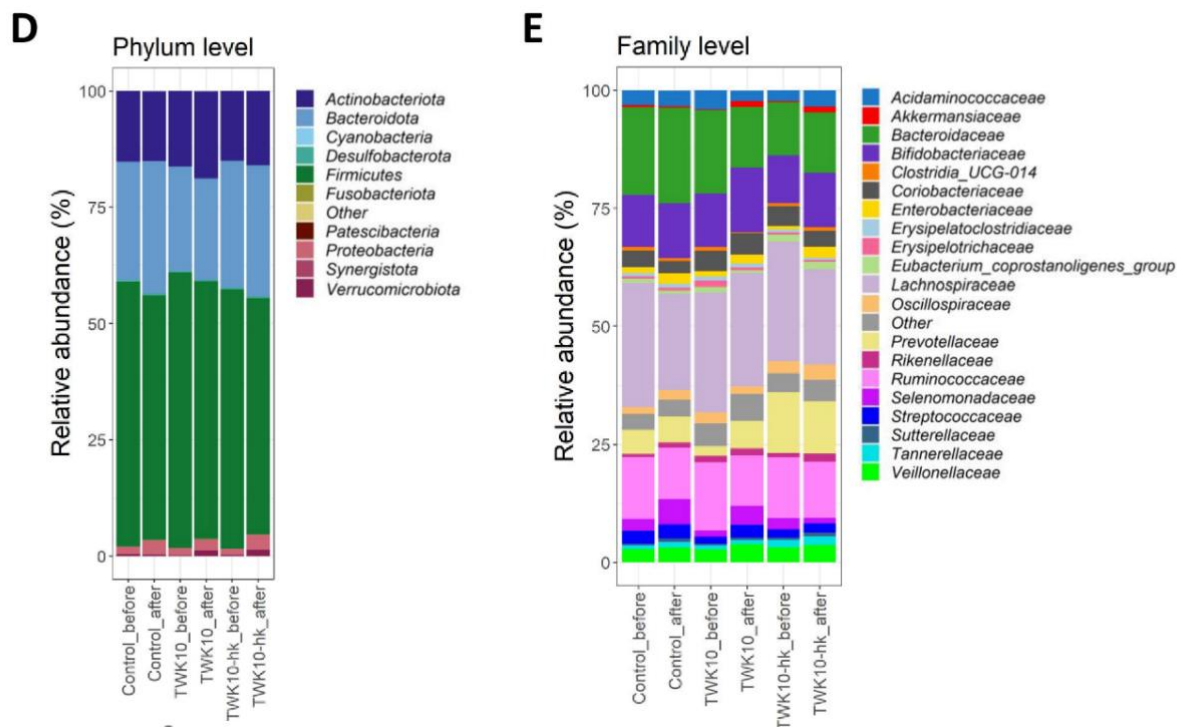 D
Phylum level
Relative abundance (%)
100
75
50
25
0
Control_before
Control_after
TWK10_before
TWK10_after
TWK10-hk_before
TWK10-hk_after
Actinobacteriota
Bacteroidota
Cyanobacteria
Desulfobacterota
Firmicutes
Fusobacteriota
Other
Patescibacteria
Proteobacteria
Synergistota
Verrucomicrobiota
E
Family level
Relative abundance (%)
100
75
50
25
0
Control_before
Control_after
TWK10_before
TWK10_after
TWK10-hk_before
TWK10-hk_after
Acidaminococcaceae
Akkermansiaceae
Bacteroidaceae
Bifidobacteriaceae
Clostridia_UCG-014
Coriobacteriaceae
Enterobacteriaceae
Erysipelatoclostridiaceae
Erysipelotrichaceae
Eubacterium_coprostanoligenes_group
Lachnospiraceae
Oscillospiraceae
Other
Prevotellaceae
Rikenellaceae
Ruminococcaceae
Selenomonadaceae
Streptococcaceae
Sutterellaceae
Tannerellaceae
Veillonellaceae